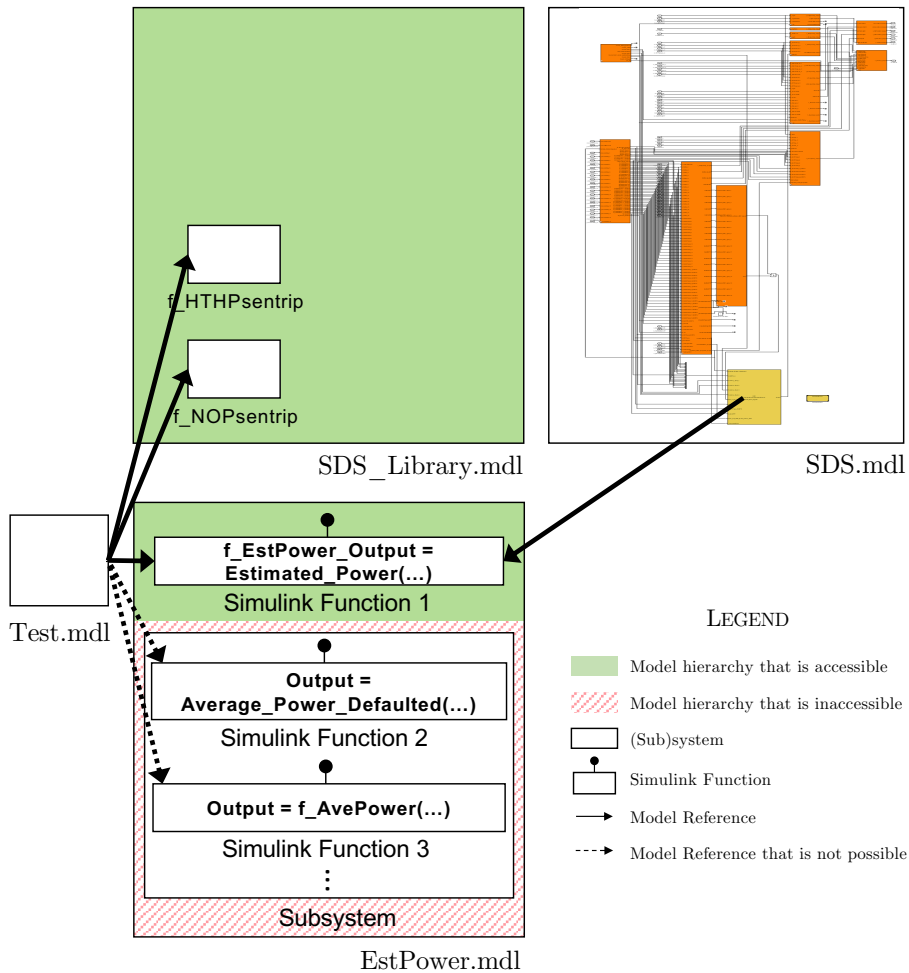 f_HTHPsentrip
f_NOPsentrip
SDS_Library.mdl
SDS.mdl
Test.mdl
f_EstPower_Output =
Estimated_Power(...)
Simulink Function 1
Output =
Average_Power_Defaulted(...)
Simulink Function 2
Output = f_AvePower(...)
Simulink Function 3
⋮
Subsystem
EstPower.mdl
LEGEND
Model hierarchy that is accessible
Model hierarchy that is inaccessible
(Sub)system
Simulink Function
Model Reference
Model Reference that is not possible